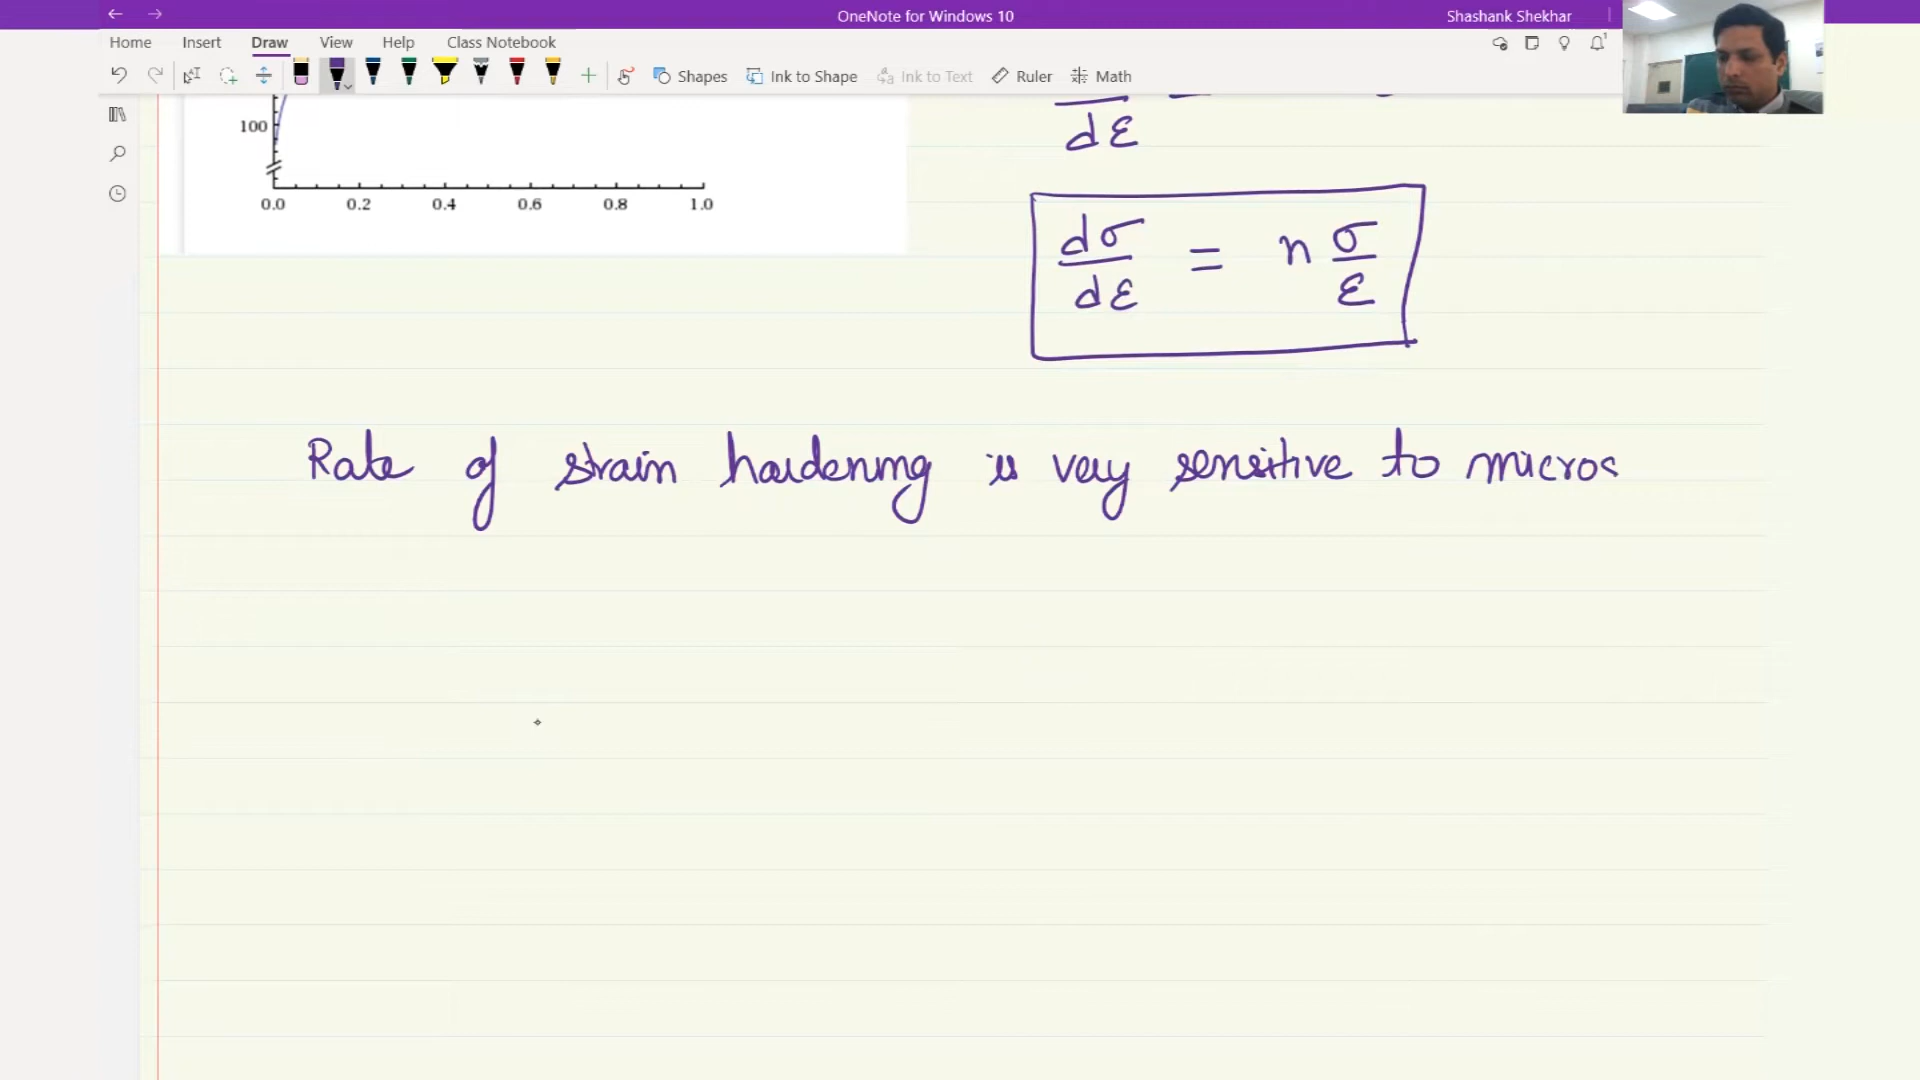 OneNote for Windows 10
Shashank Shekhar
Home Insert Draw View Help Class Notebook
Shapes Ink to Shape Ink to Text Ruler Math
100
0.0 0.2 0.4 0.6 0.8 1.0
dε
dσ/dε = n σ/ε
Rate of strain hardening is very sensitive to micros